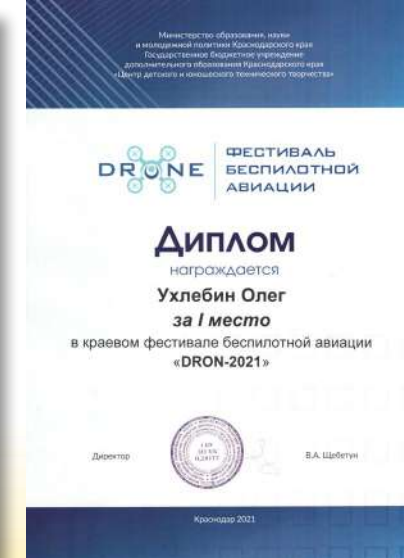 Министерство образования, науки
и молодежной политики Краснодарского края
Государственное бюджетное учреждение
дополнительного образования Краснодарского края
«Центр детского и юношеского технического творчества»
DRONE
ФЕСТИВАЛЬ
БЕСПИЛОТНОЙ
АВИАЦИИ
ДИПЛОМ
награждается
Ухлебин Олег
за I место
в краевом фестивале беспилотной авиации
«DRON-2021»
Директор
В.А. Щебетун
Краснодар 2021